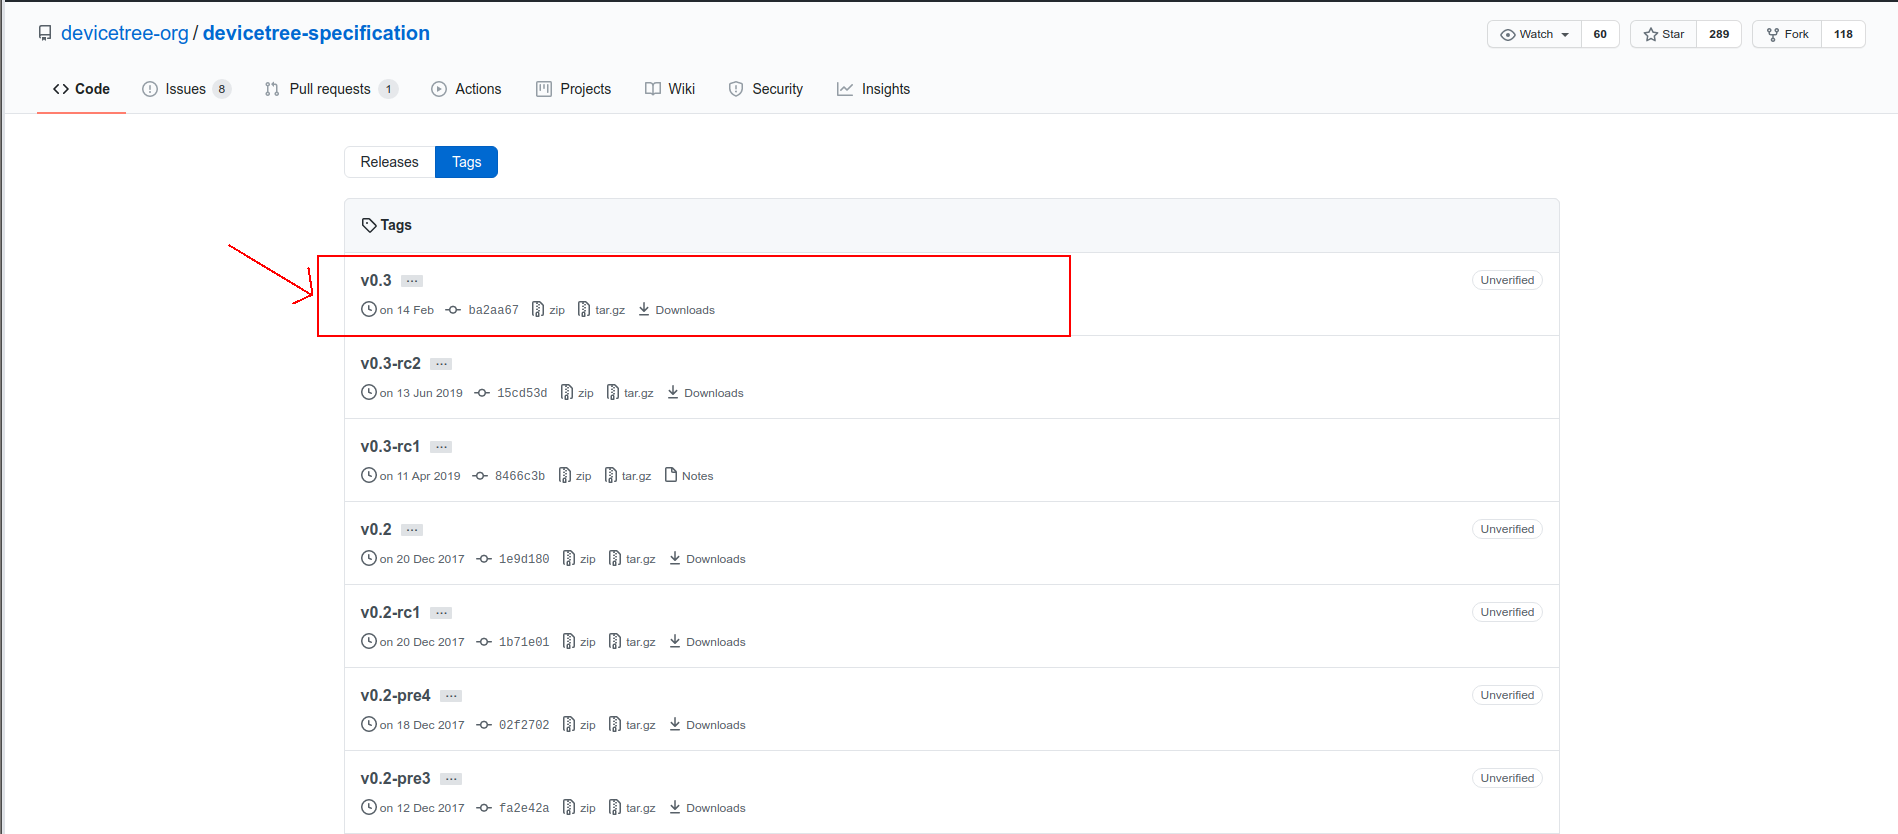 devicetree-org / devicetree-specification
Watch 60 Star 289 Fork 118
Code Issues 8 Pull requests 1 Actions Projects Wiki Security Insights
Releases Tags
Tags
v0.3 ... Unverified
on 14 Feb ba2aa67 zip tar.gz Downloads
v0.3-rc2 ...
on 13 Jun 2019 15cd53d zip tar.gz Downloads
v0.3-rc1 ...
on 11 Apr 2019 8466c3b zip tar.gz Notes
v0.2 ... Unverified
on 20 Dec 2017 1e9d180 zip tar.gz Downloads
v0.2-rc1 ... Unverified
on 20 Dec 2017 1b71e01 zip tar.gz Downloads
v0.2-pre4 ... Unverified
on 18 Dec 2017 02f2702 zip tar.gz Downloads
v0.2-pre3 ... Unverified
on 12 Dec 2017 fa2e42a zip tar.gz Downloads